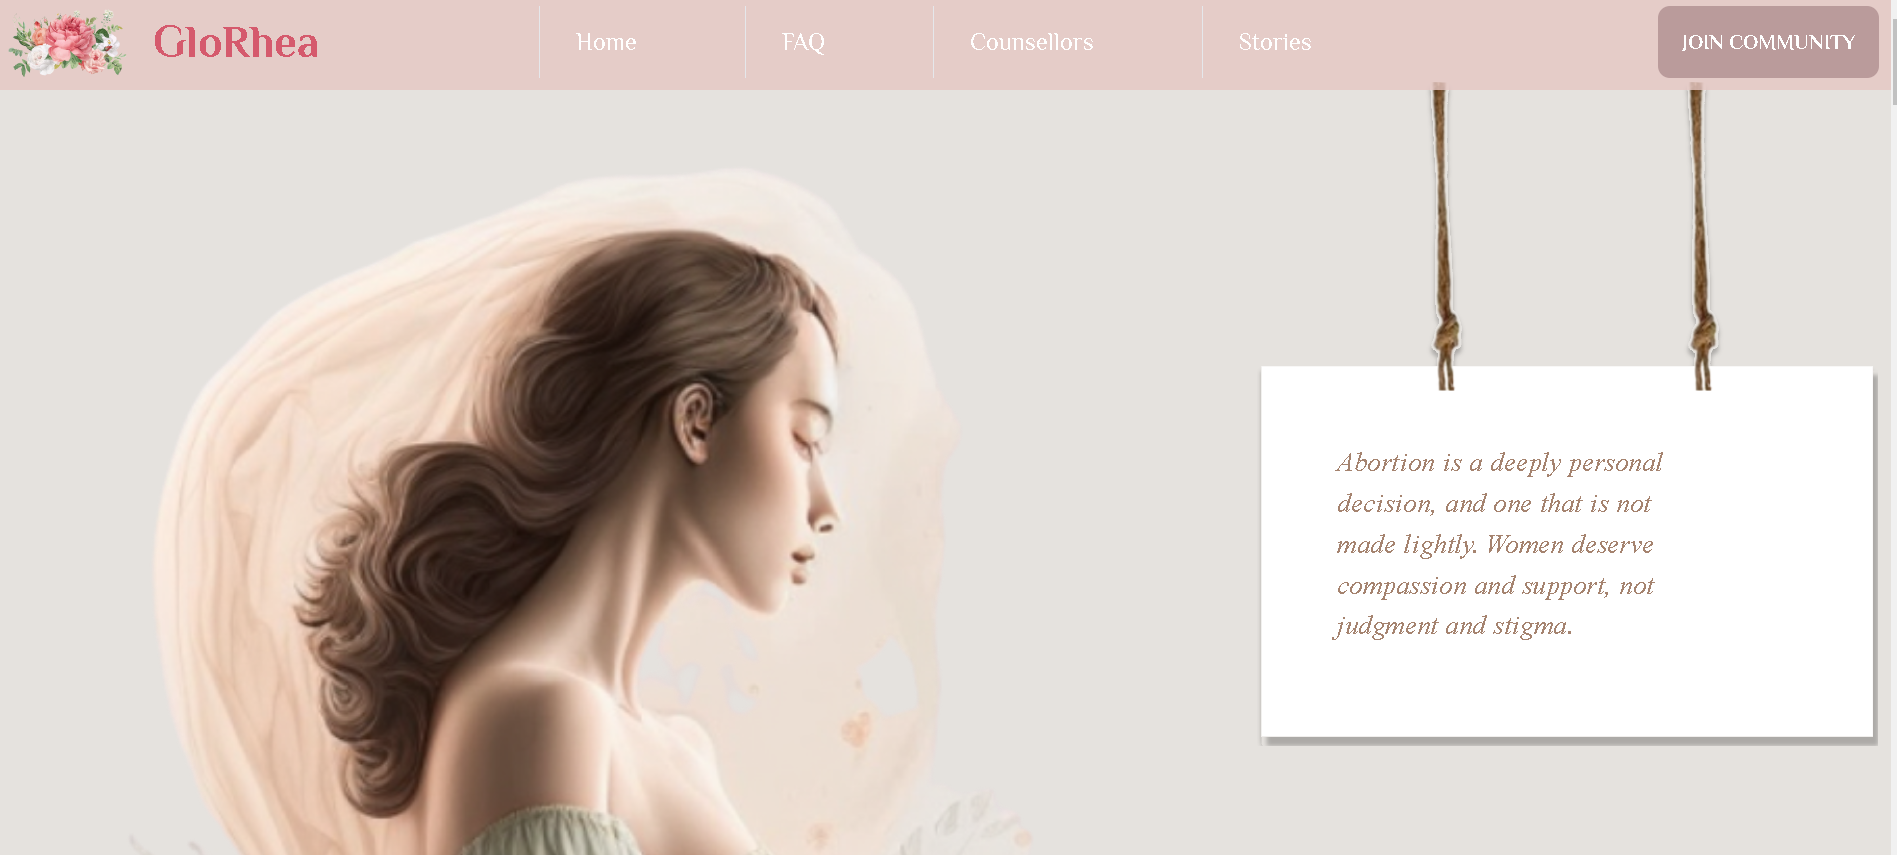 GloRhea
Home
FAQ
Counsellors
Stories
JOIN COMMUNITY
Abortion is a deeply personal
decision, and one that is not
made lightly. Women deserve
compassion and support, not
judgment and stigma.